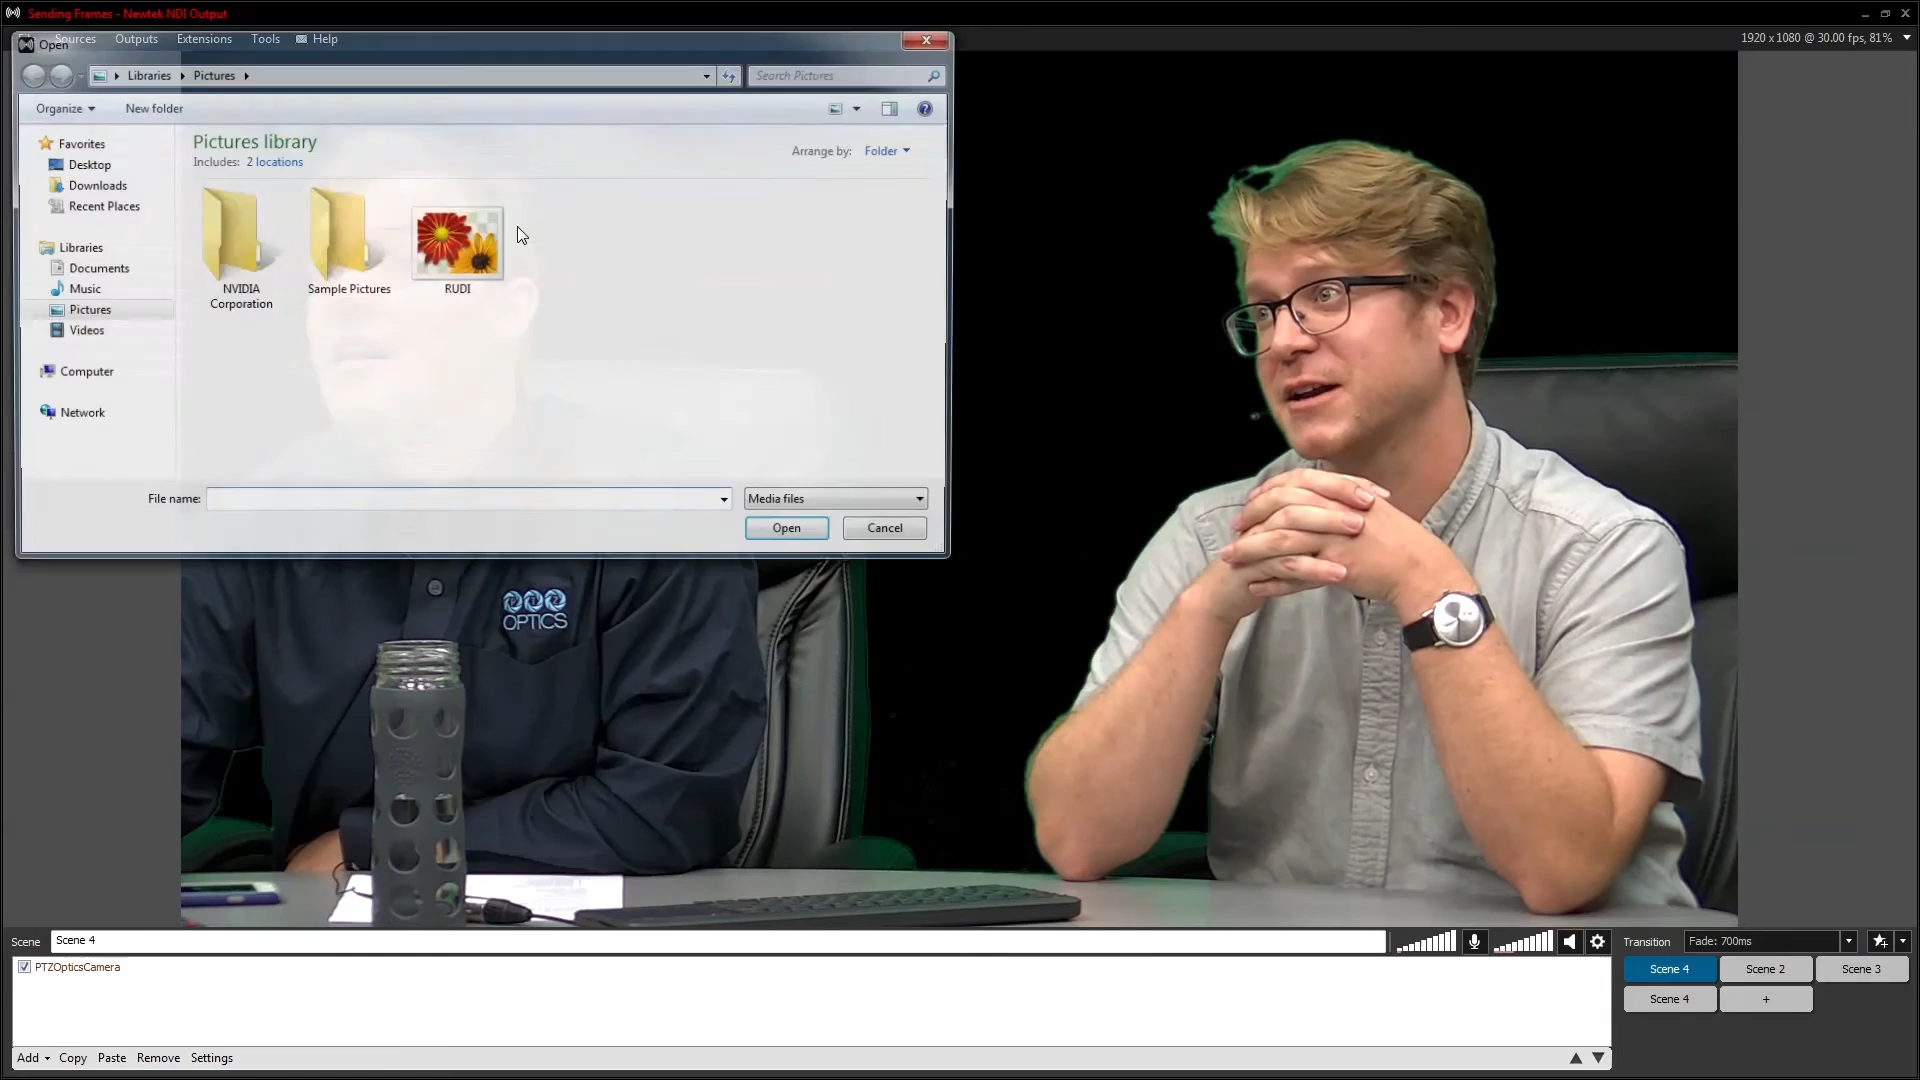 Sending Frames - Newtek NDI Output
Sources Outputs Extensions Tools Help
1920 x 1080 @ 30.00 fps, 81%
Open
Libraries Pictures
Search Pictures
Organize New folder
Pictures library
Includes: 2 locations
Arrange by: Folder
Favorites
Desktop
Downloads
Recent Places
Libraries
Documents
Music
Pictures
Videos
Computer
Network
NVIDIA
Corporation
Sample Pictures
RUDI
File name:
Media files
Open Cancel
OPTICS
Scene Scene 4
Transition Fade: 700ms
PTZOpticsCamera
Scene 4 Scene 2 Scene 3
Scene 4 +
Add Copy Paste Remove Settings